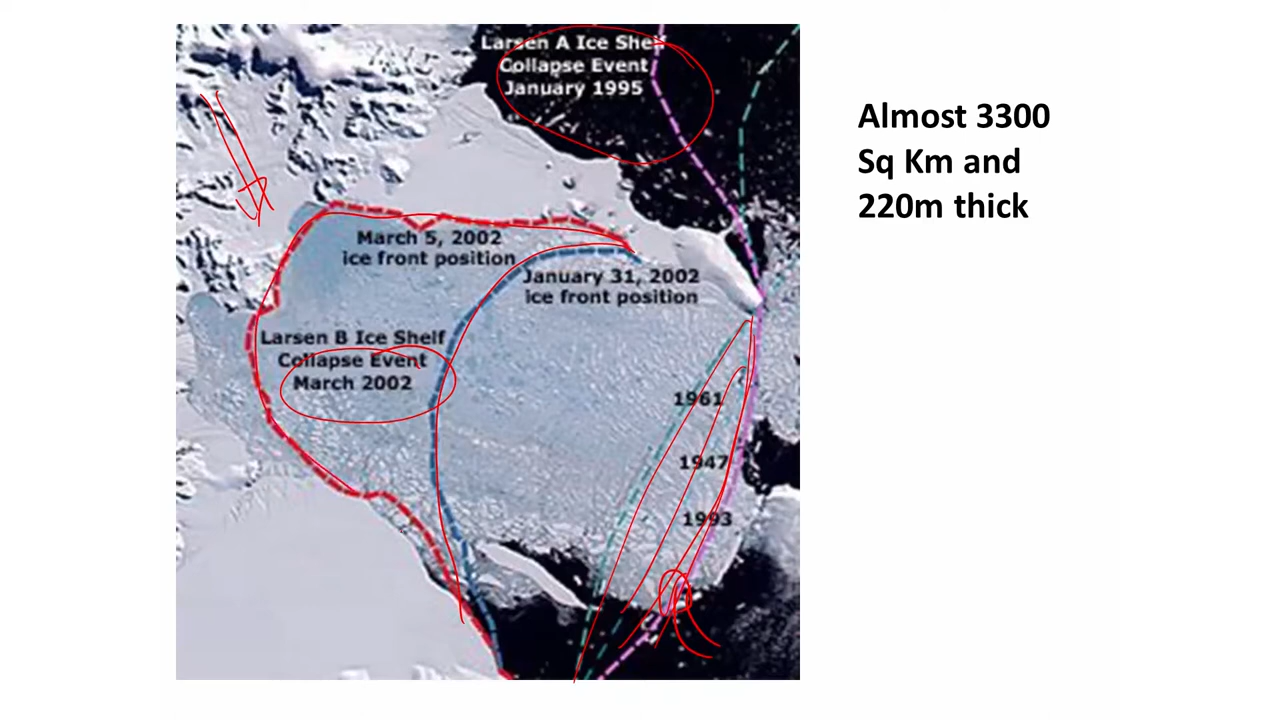 Larsen A Ice Shelf
Collapse Event
January 1995
Almost 3300
Sq Km and
220m thick
March 5, 2002
ice front position
January 31, 2002
ice front position
Larsen B Ice Shelf
Collapse Event
March 2002
1961
1947
1993